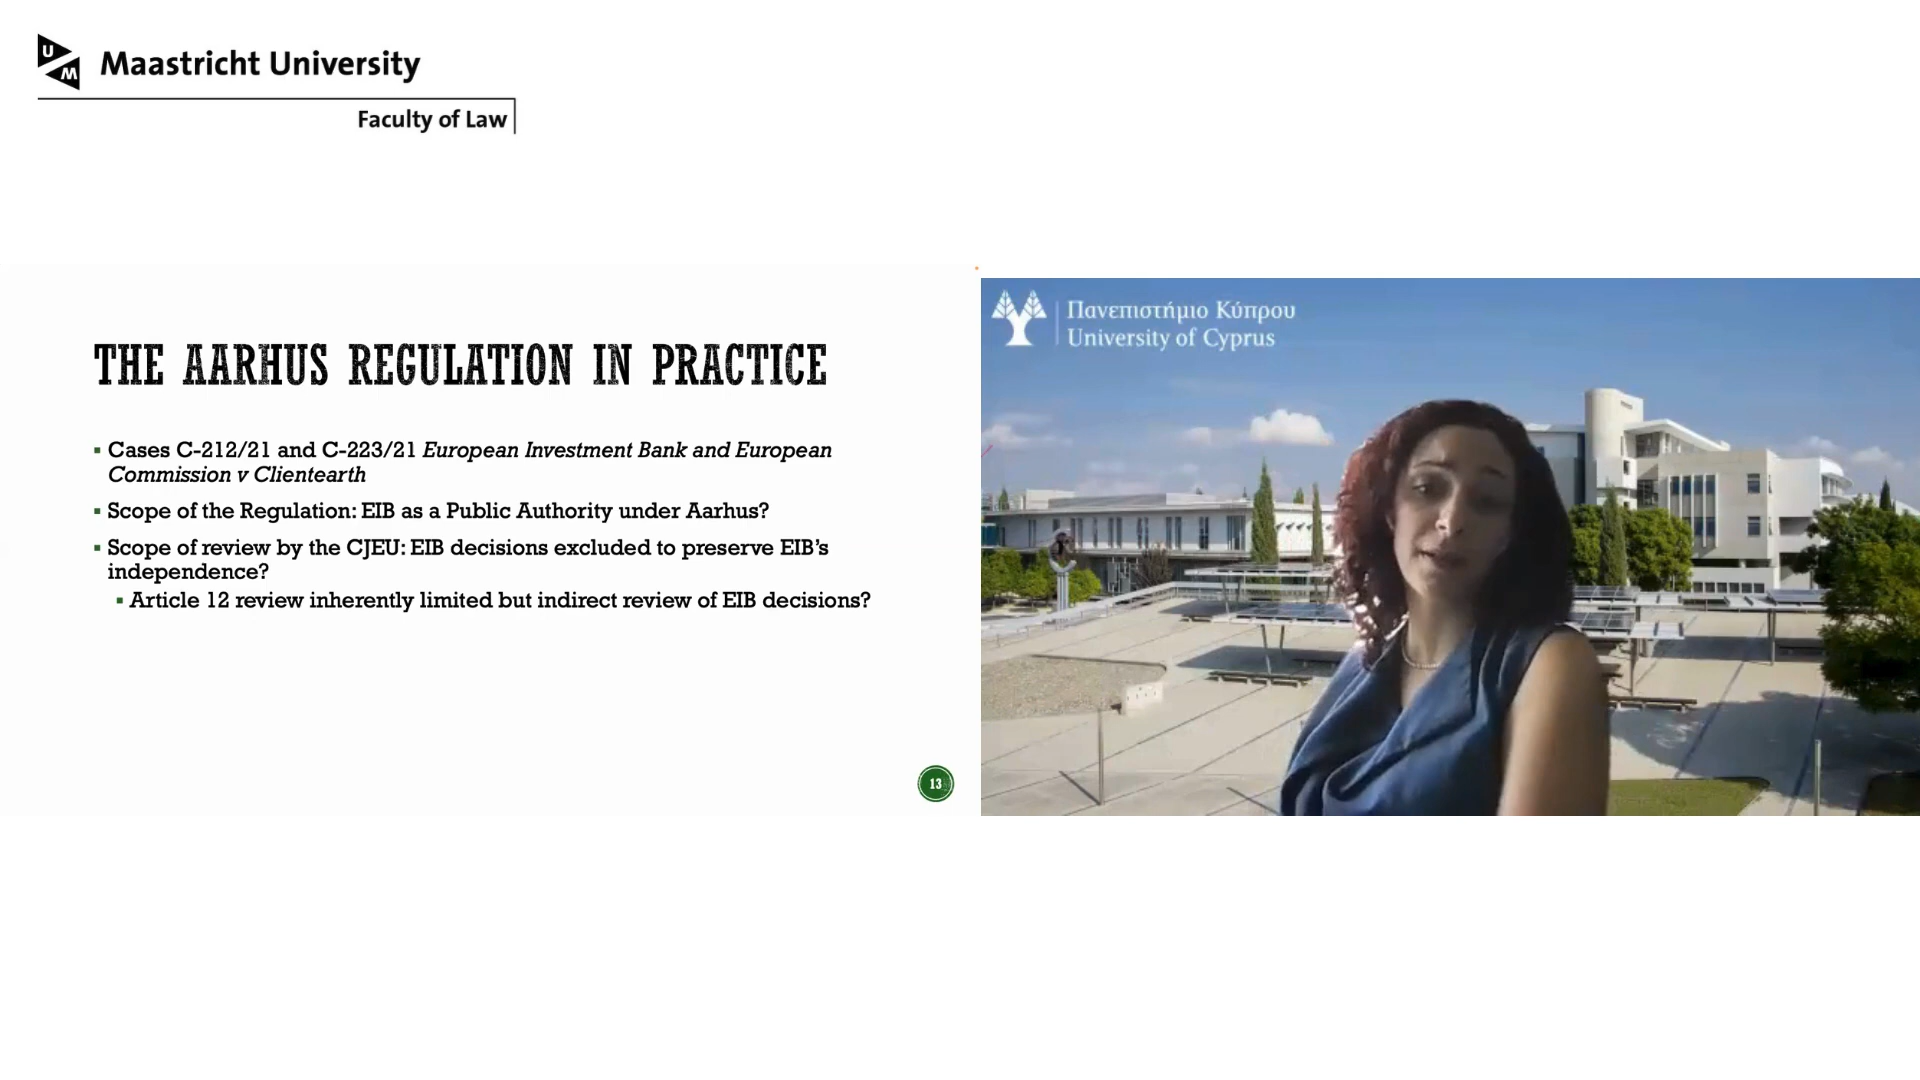 UM
Maastricht University
Faculty of Law
THE AARHUS REGULATION IN PRACTICE
▪ Cases C-212/21 and C-223/21 European Investment Bank and European
Commission v Clientearth
▪ Scope of the Regulation: EIB as a Public Authority under Aarhus?
▪ Scope of review by the CJEU: EIB decisions excluded to preserve EIB’s
independence?
▪ Article 12 review inherently limited but indirect review of EIB decisions?
13
Πανεπιστήμιο Κύπρου
University of Cyprus